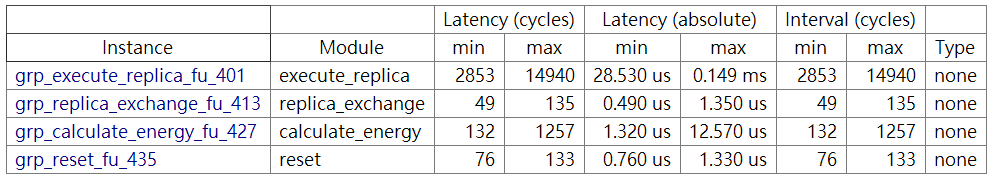 Latency (cycles) Latency (absolute) Interval (cycles)
Instance Module min max min max min max Type
grp_execute_replica_fu_401 execute_replica 2853 14940 28.530 us 0.149 ms 2853 14940 none
grp_replica_exchange_fu_413 replica_exchange 49 135 0.490 us 1.350 us 49 135 none
grp_calculate_energy_fu_427 calculate_energy 132 1257 1.320 us 12.570 us 132 1257 none
grp_reset_fu_435 reset 76 133 0.760 us 1.330 us 76 133 none